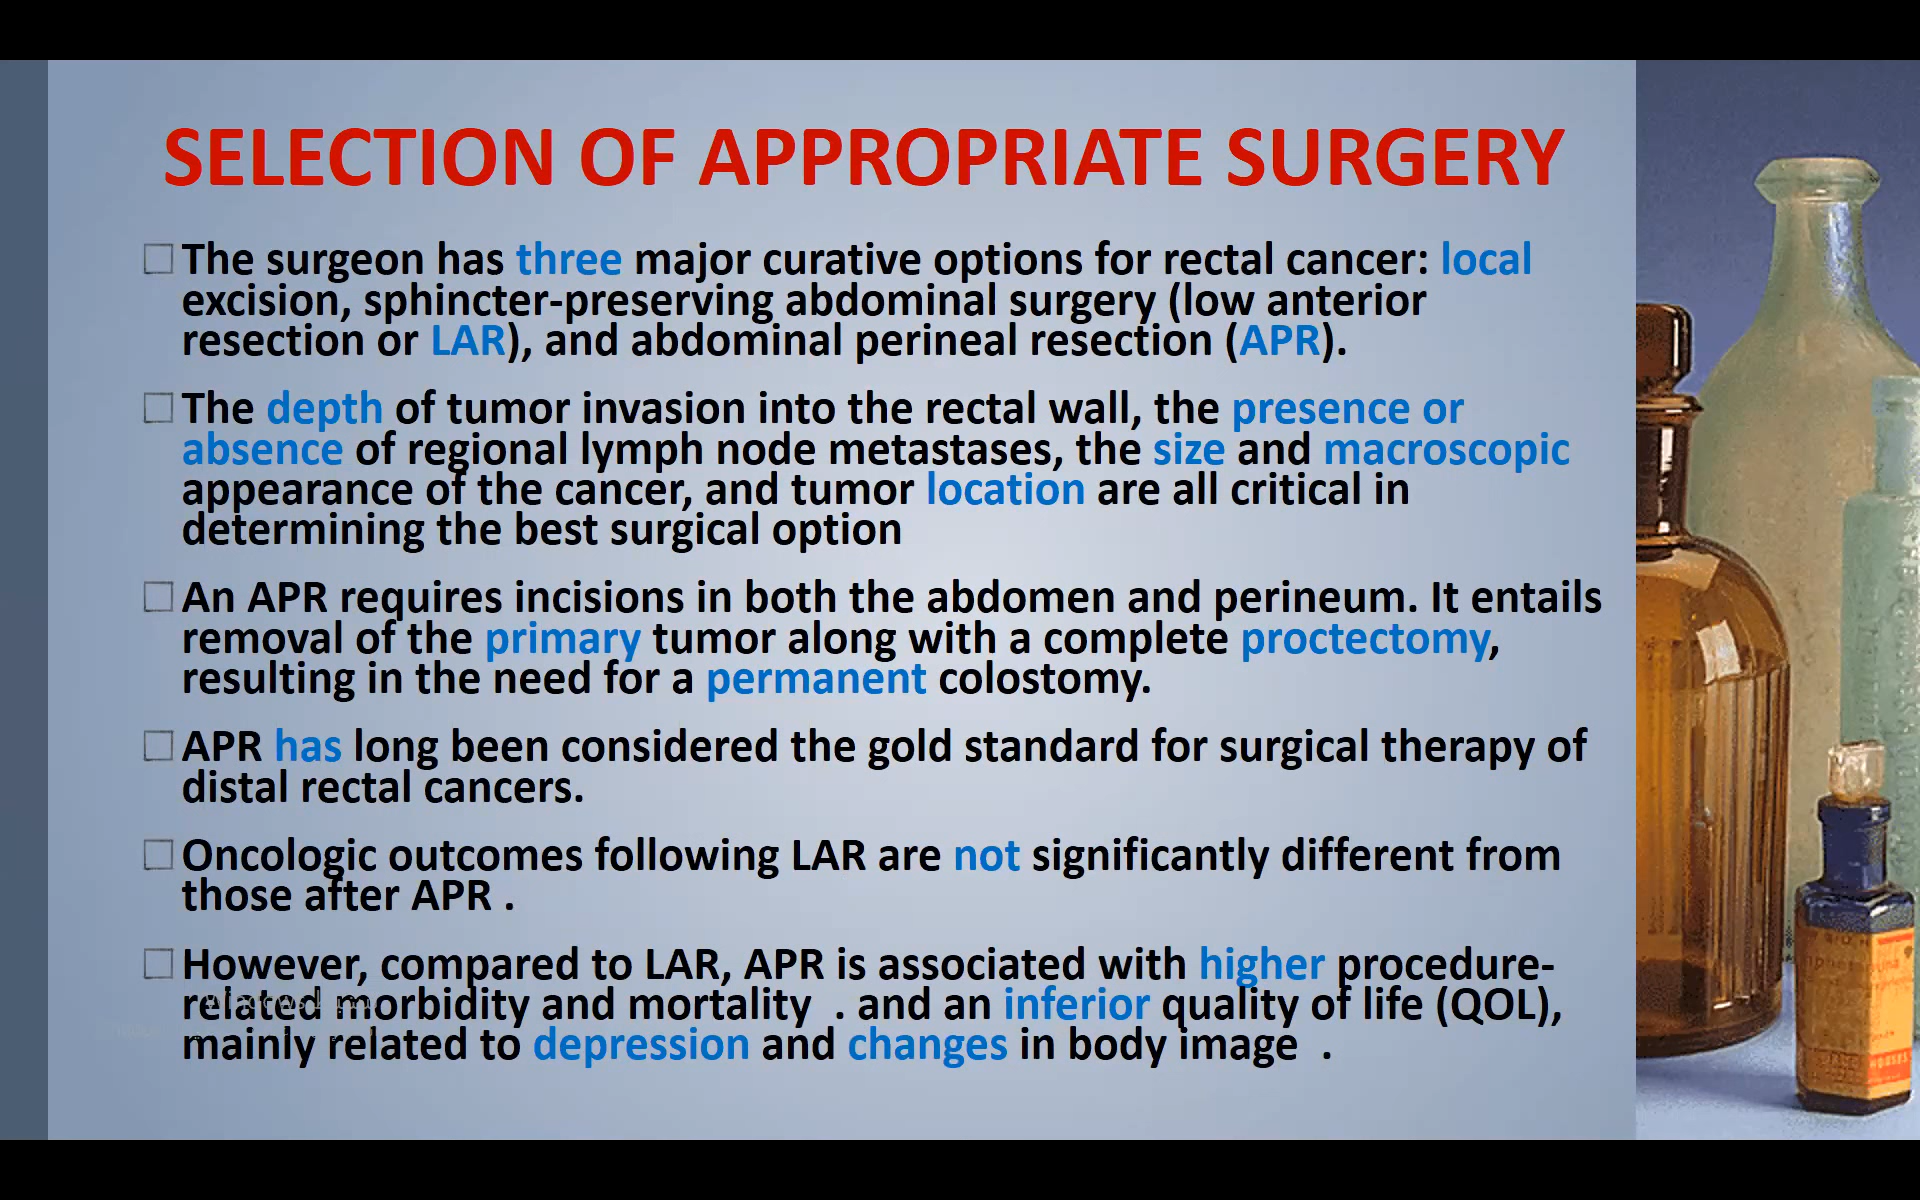 SELECTION OF APPROPRIATE SURGERY
The surgeon has three major curative options for rectal cancer: local
excision, sphincter-preserving abdominal surgery (low anterior
resection or LAR), and abdominal perineal resection (APR).
The depth of tumor invasion into the rectal wall, the presence or
absence of regional lymph node metastases, the size and macroscopic
appearance of the cancer, and tumor location are all critical in
determining the best surgical option
An APR requires incisions in both the abdomen and perineum. It entails
removal of the primary tumor along with a complete proctectomy,
resulting in the need for a permanent colostomy.
APR has long been considered the gold standard for surgical therapy of
distal rectal cancers.
Oncologic outcomes following LAR are not significantly different from
those after APR .
However, compared to LAR, APR is associated with higher procedure-
related morbidity and mortality  . and an inferior quality of life (QOL),
mainly related to depression and changes in body image  .